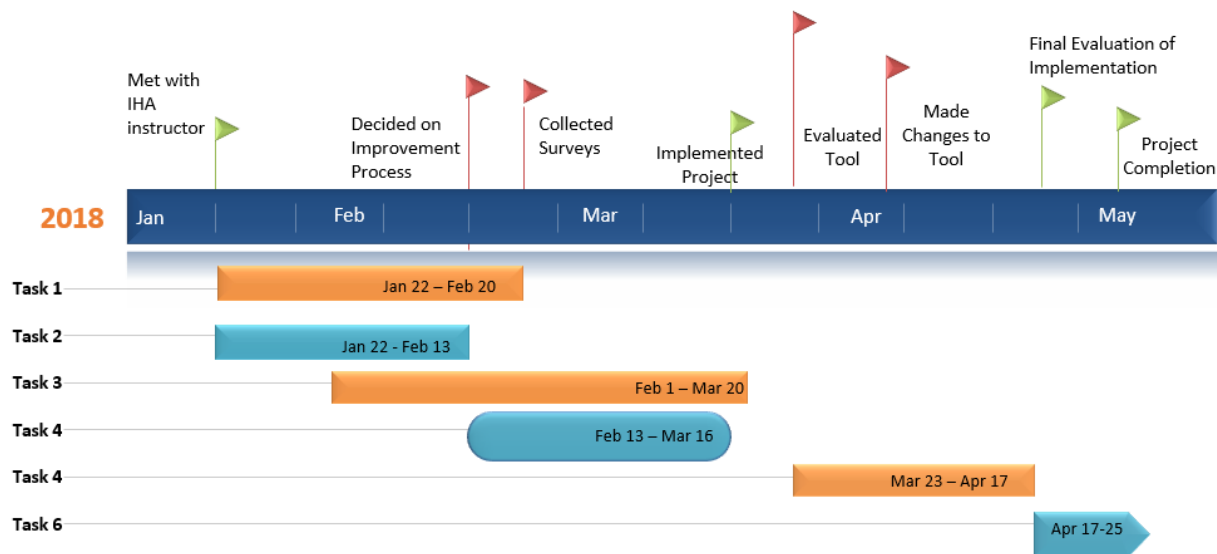 Met with
IHA
instructor
Decided on
Improvement
Process
Collected
Surveys
Implemented
Project
Evaluated
Tool
Made
Changes to
Tool
Final Evaluation of
Implementation
Project
Completion
2018
Jan
Feb
Mar
Apr
May
Task 1
Jan 22 – Feb 20
Task 2
Jan 22 - Feb 13
Task 3
Feb 1 – Mar 20
Task 4
Feb 13 – Mar 16
Task 4
Mar 23 – Apr 17
Task 6
Apr 17-25